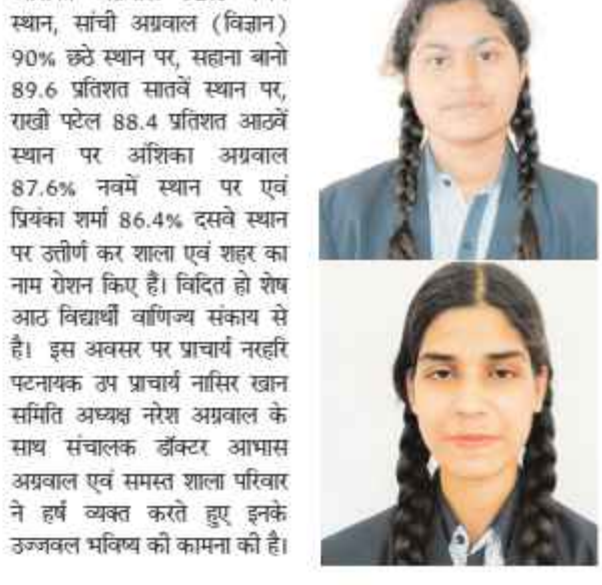 स्थान, सांची अग्रवाल (विज्ञान)
90% छठे स्थान पर, सहाना बानो
89.6 प्रतिशत सातवें स्थान पर,
राखी पटेल 88.4 प्रतिशत आठवें
स्थान पर अंशिका अग्रवाल
87.6% नवमें स्थान पर एवं
प्रियंका शर्मा 86.4% दसवे स्थान
पर उत्तीर्ण कर शाला एवं शहर का
नाम रोशन किए हैं। विदित हो शेष
आठ विद्यार्थी वाणिज्य संकाय से
है। इस अवसर पर प्राचार्य नरहरि
पटनायक उप प्राचार्य नासिर खान
समिति अध्यक्ष नरेश अग्रवाल के
साथ संचालक डॉक्टर आभास
अग्रवाल एवं समस्त शाला परिवार
ने हर्ष व्यक्त करते हुए इनके
उज्जवल भविष्य की कामना की है।